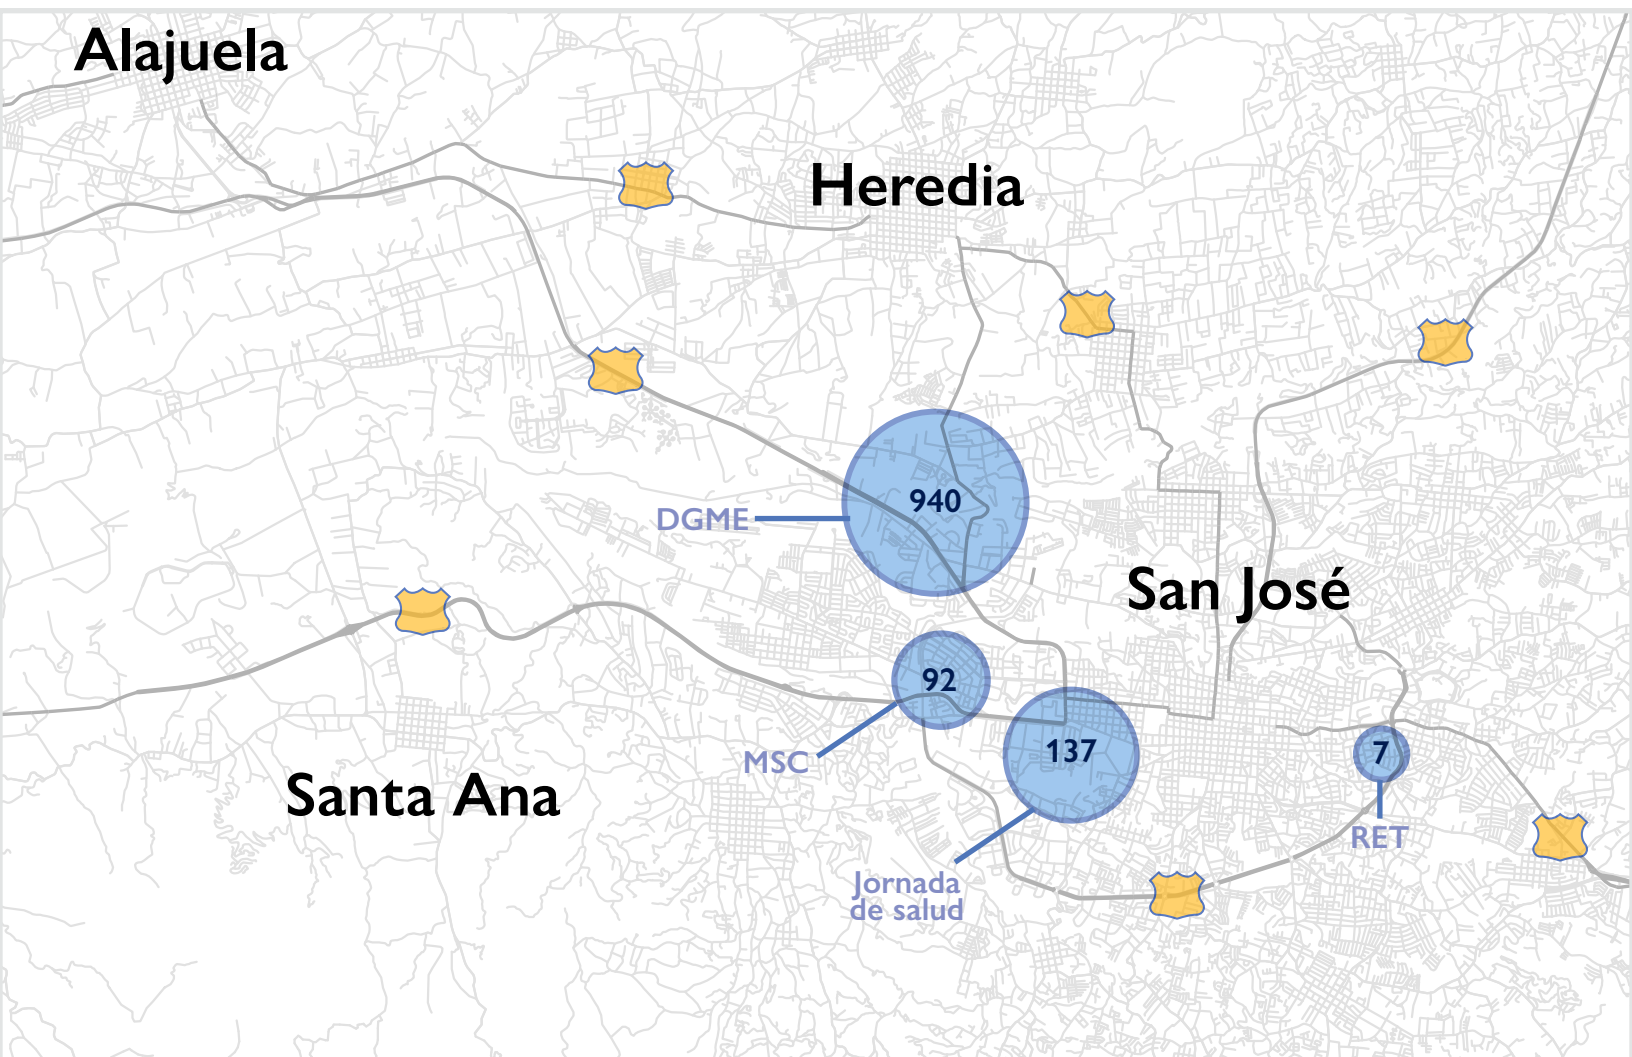 Alajuela
Heredia
940
DGME
San José
92
MSC
137
7
Santa Ana
RET
Jornada
de salud